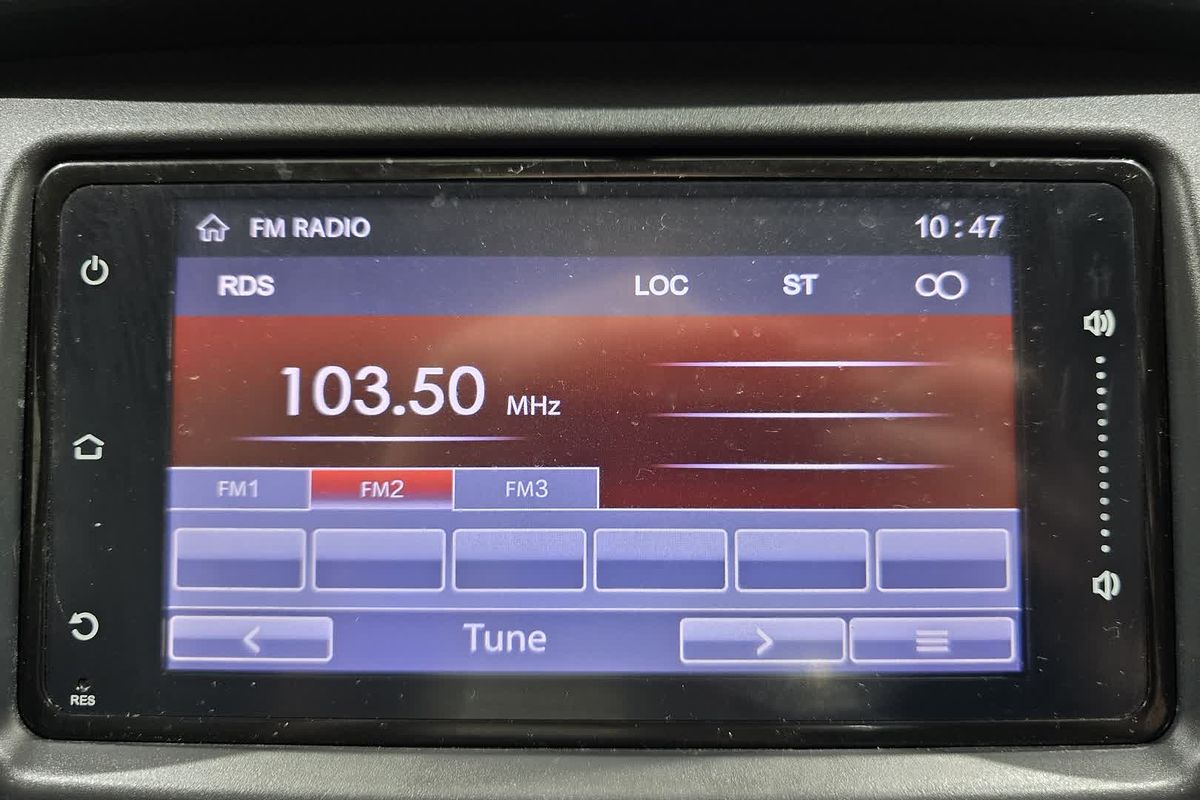 FM RADIO 10:47
RDS LOC ST
103.50 MHz
FM1 FM2 FM3
Tune
RES